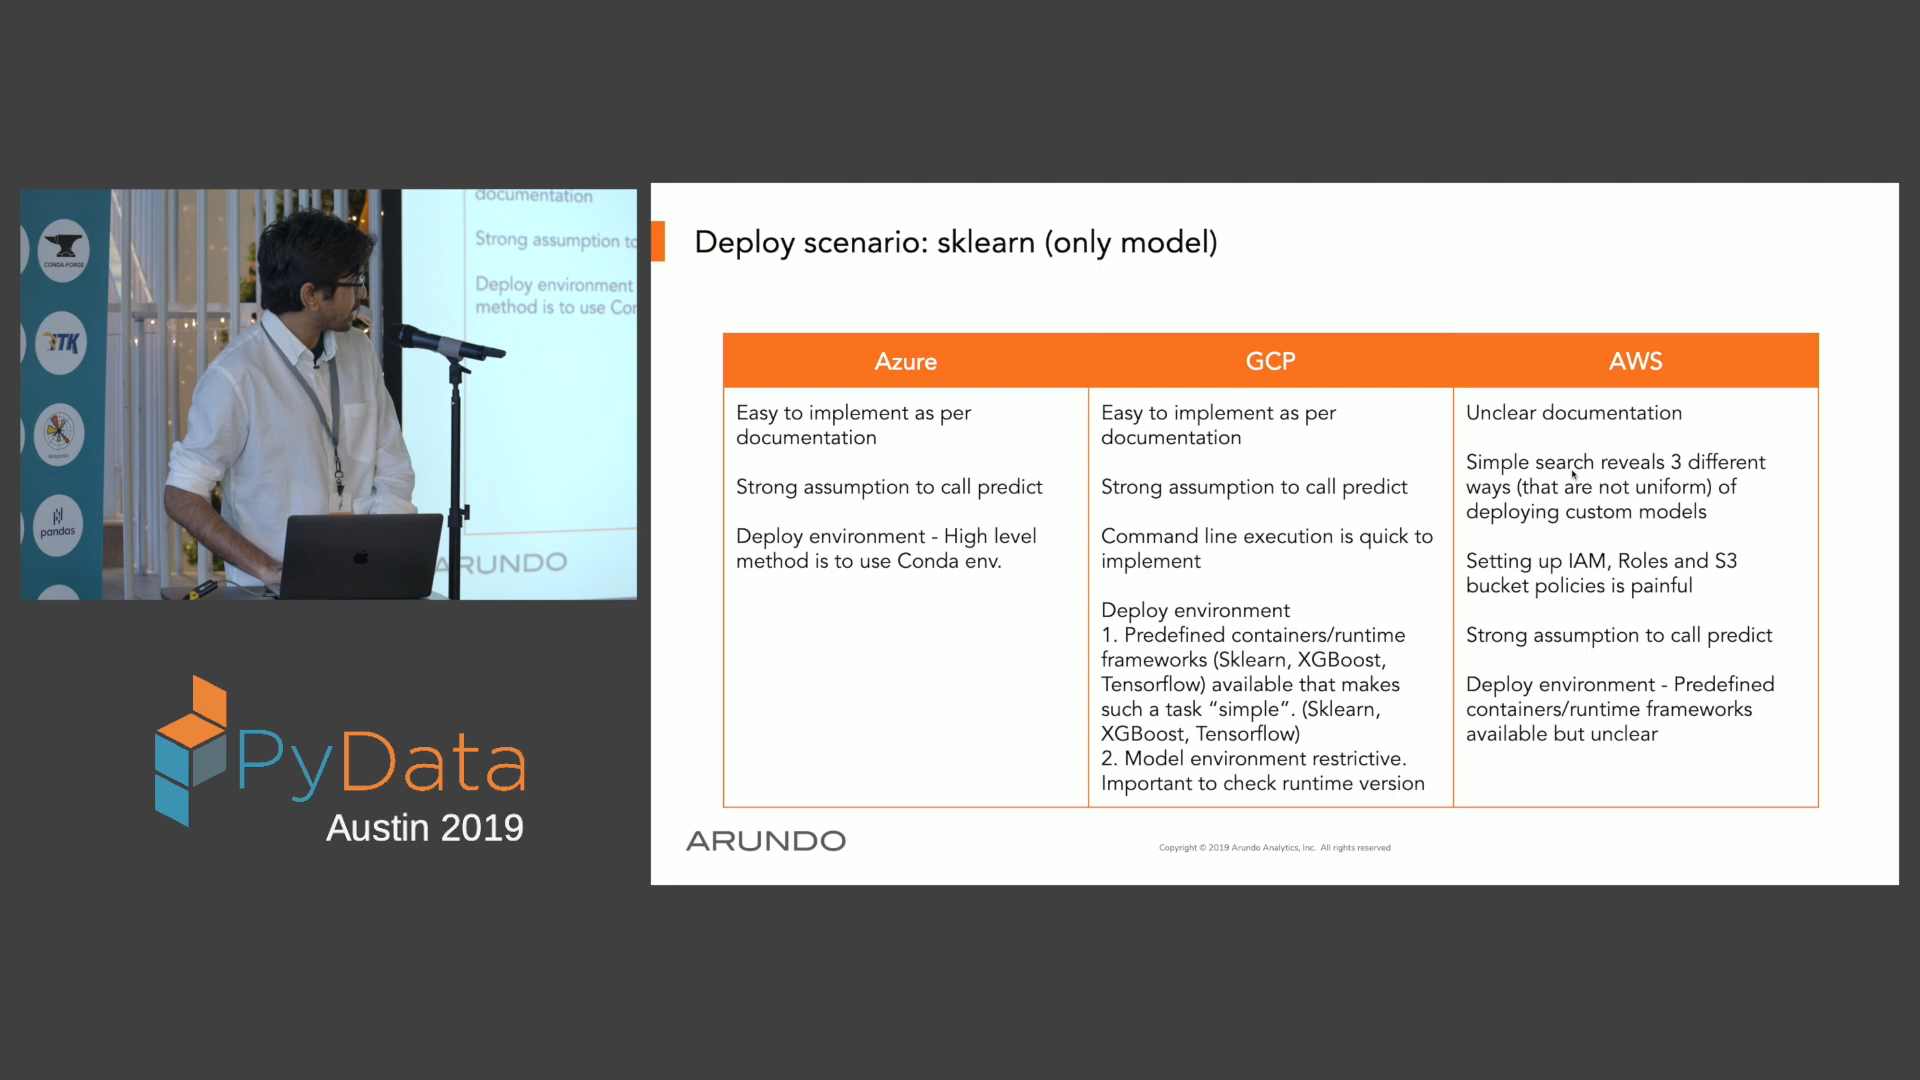 CONDA-FORGE
ITK
pandas
documentation
Strong assumption to
Deploy environment
method is to use Con
ARUNDO
PyData
Austin 2019
Deploy scenario: sklearn (only model)
Azure
Easy to implement as per
documentation
Strong assumption to call predict
Deploy environment - High level
method is to use Conda env.
GCP
Easy to implement as per
documentation
Strong assumption to call predict
Command line execution is quick to
implement
Deploy environment
1. Predefined containers/runtime
frameworks (Sklearn, XGBoost,
Tensorflow) available that makes
such a task “simple”. (Sklearn,
XGBoost, Tensorflow)
2. Model environment restrictive.
Important to check runtime version
AWS
Unclear documentation
Simple search reveals 3 different
ways (that are not uniform) of
deploying custom models
Setting up IAM, Roles and S3
bucket policies is painful
Strong assumption to call predict
Deploy environment - Predefined
containers/runtime frameworks
available but unclear
ARUNDO
Copyright © 2019 Arundo Analytics, Inc. All rights reserved